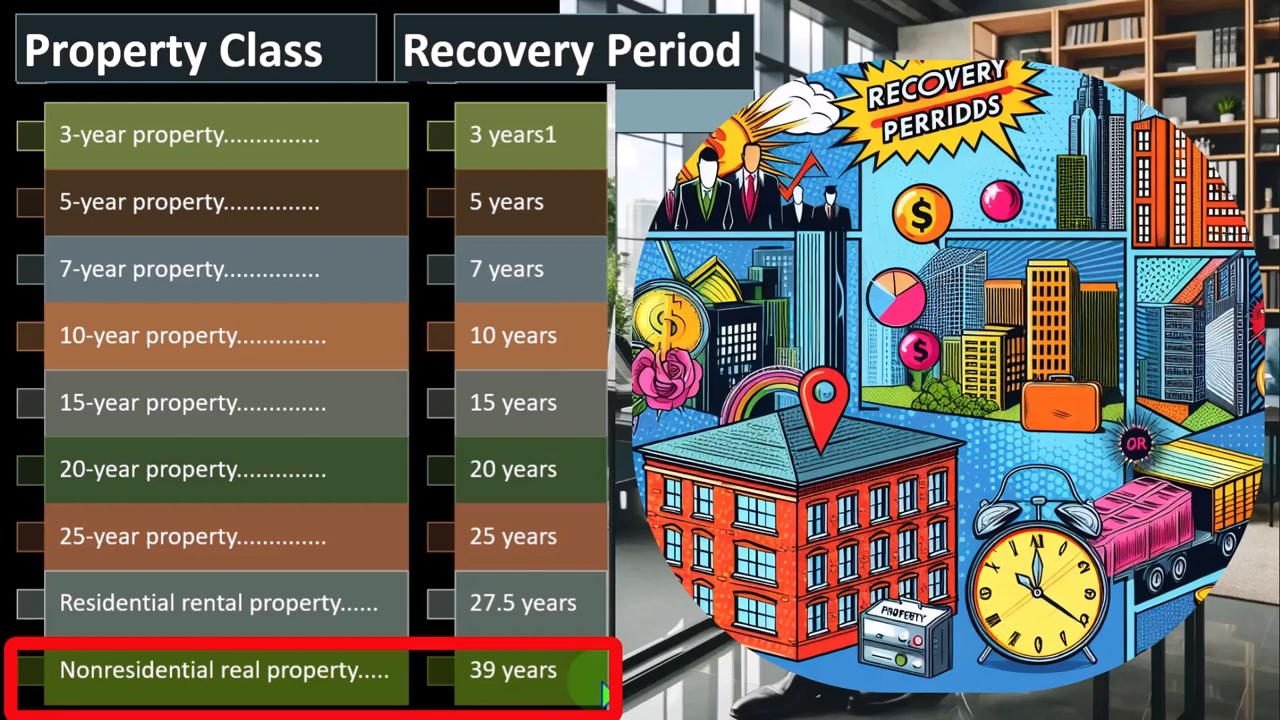 Property Class Recovery Period
3-year property............... 3 years1
5-year property............... 5 years
7-year property............... 7 years
10-year property.............. 10 years
15-year property.............. 15 years
20-year property.............. 20 years
25-year property.............. 25 years
Residential rental property...... 27.5 years
Nonresidential real property..... 39 years
RECOVERY
PERRIDDS
$
$
$
OR
PROPEFTY